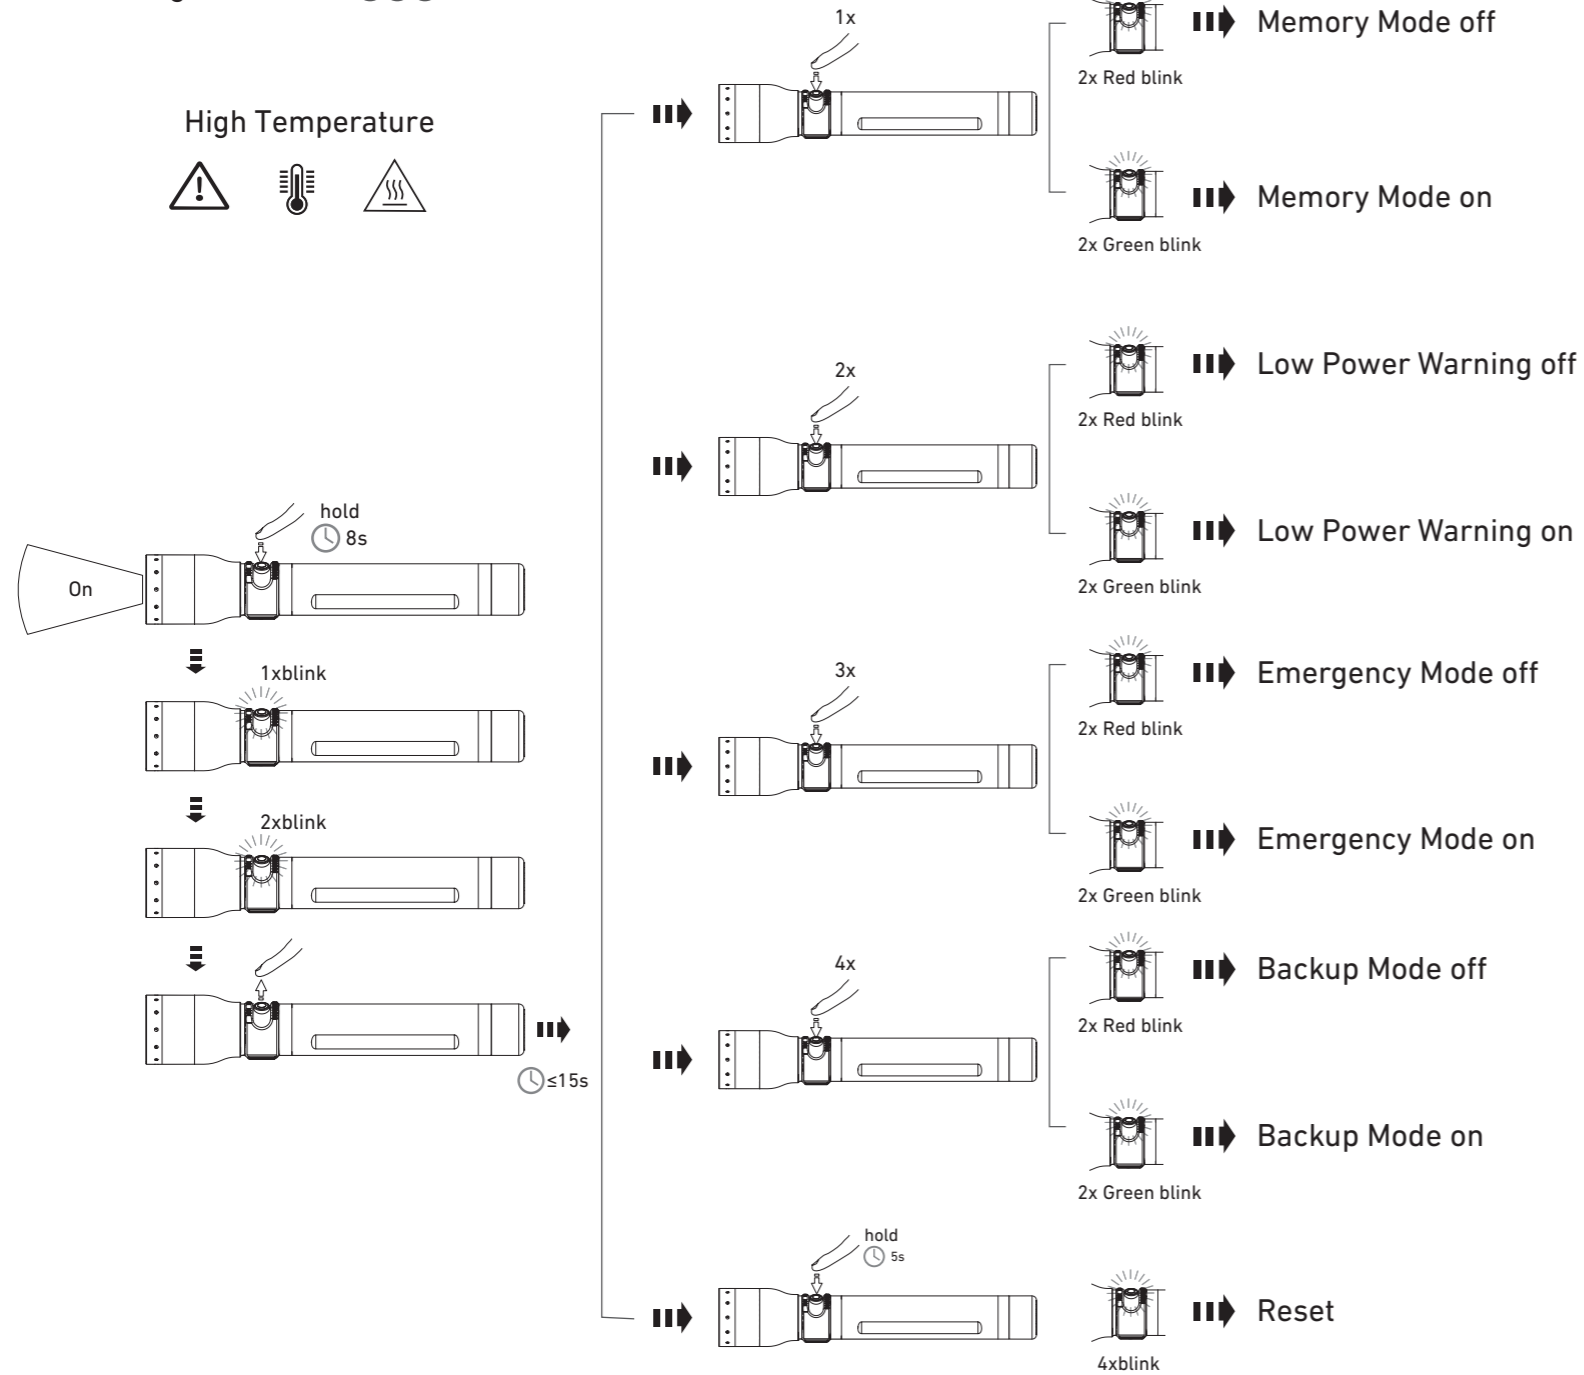 High Temperature
hold
8s
On
1xblink
2xblink
≤15s
1x
2x Red blink
Memory Mode off
2x Green blink
Memory Mode on
2x
2x Red blink
Low Power Warning off
2x Green blink
Low Power Warning on
3x
2x Red blink
Emergency Mode off
2x Green blink
Emergency Mode on
4x
2x Red blink
Backup Mode off
2x Green blink
Backup Mode on
hold
5s
4xblink
Reset